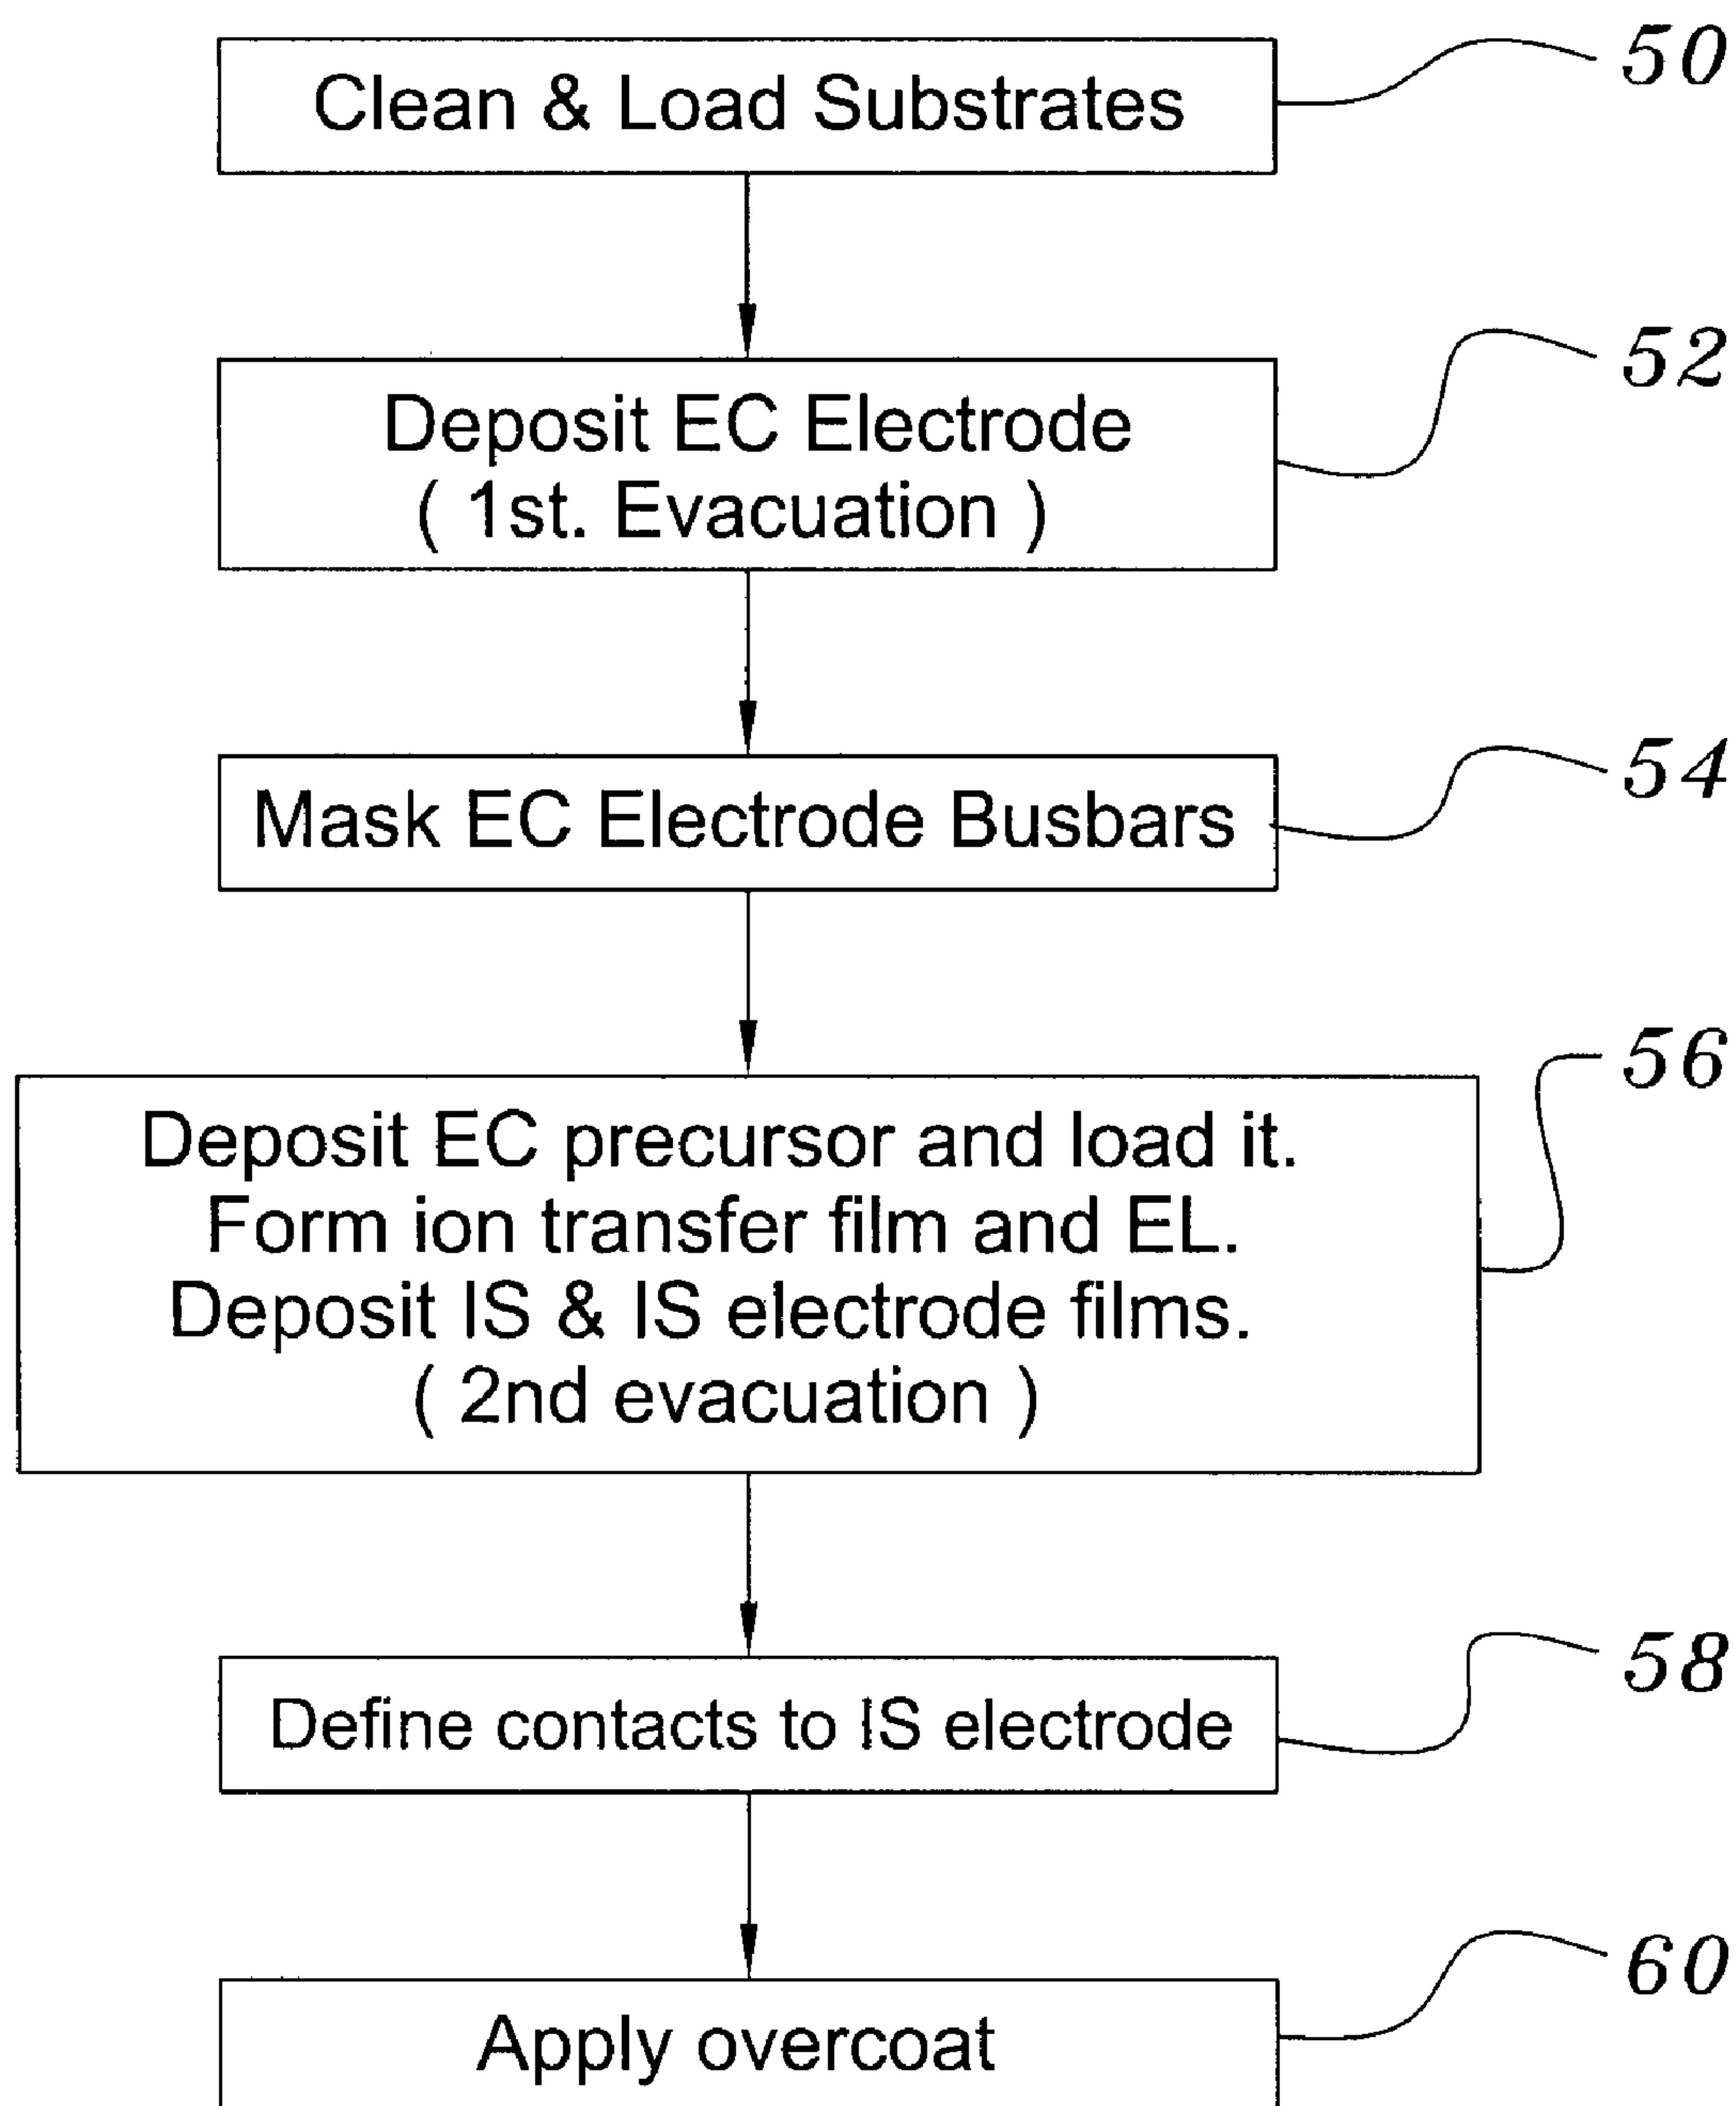 Clean & Load Substrates
50
Deposit EC Electrode
( 1st. Evacuation )
52
Mask EC Electrode Busbars
54
Deposit EC precursor and load it.
Form ion transfer film and EL.
Deposit IS & IS electrode films.
( 2nd evacuation )
56
Define contacts to IS electrode
58
Apply overcoat
60